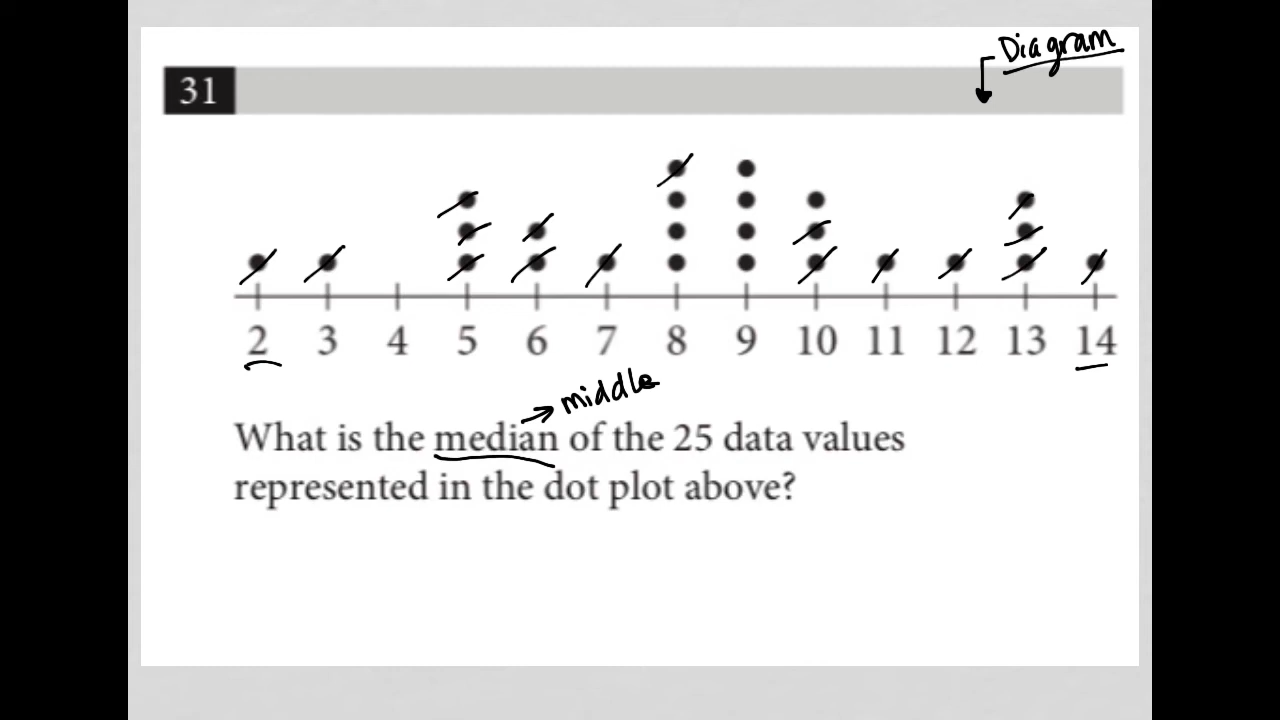 Diagram
31
2 3 4 5 6 7 8 9 10 11 12 13 14
middle
What is the median of the 25 data values
represented in the dot plot above?